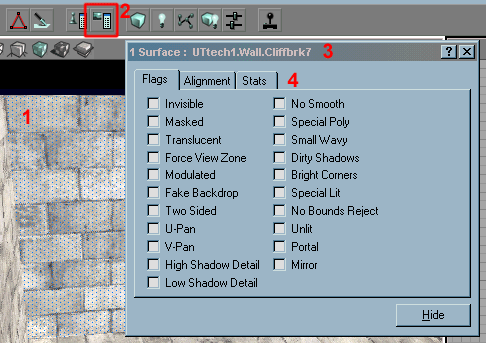 2
1 Surface : UTtech1.Wall.Cliffbrk7 3
Flags Alignment Stats 4
1
Invisible No Smooth
Masked Special Poly
Translucent Small Wavy
Force View Zone Dirty Shadows
Modulated Bright Corners
Fake Backdrop Special Lit
Two Sided No Bounds Reject
U-Pan Unlit
V-Pan Portal
High Shadow Detail Mirror
Low Shadow Detail
Hide